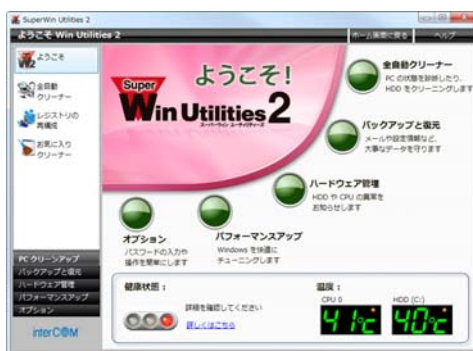 SuperWin Utilities 2
ようこそ Win Utilities 2
ホーム画面に戻る
ヘルプ
ようこそ
全自動
クリーナー
レジストリの
再構成
お気に入り
クリーナー
PC クリーンアップ
バックアップと復元
ハードウェア管理
パフォーマンスアップ
オプション
interCOM
ようこそ!
Super
Win Utilities 2
スーパーウィン ユーティリティーズ
全自動クリーナー
PC の状態を診断したり、
HDD をクリーニングします
バックアップと復元
メールや設定情報など、
大事なデータを守ります
ハードウェア管理
HDD や CPU の異常を
お知らせします
パフォーマンスアップ
Windows を快適に
チューニングします
オプション
パスワードの入力や
操作を簡単にします
健康状態:
詳細を確認してください
詳しくはこちら
温度:
CPU 0
41℃
HDD (C:)
40℃